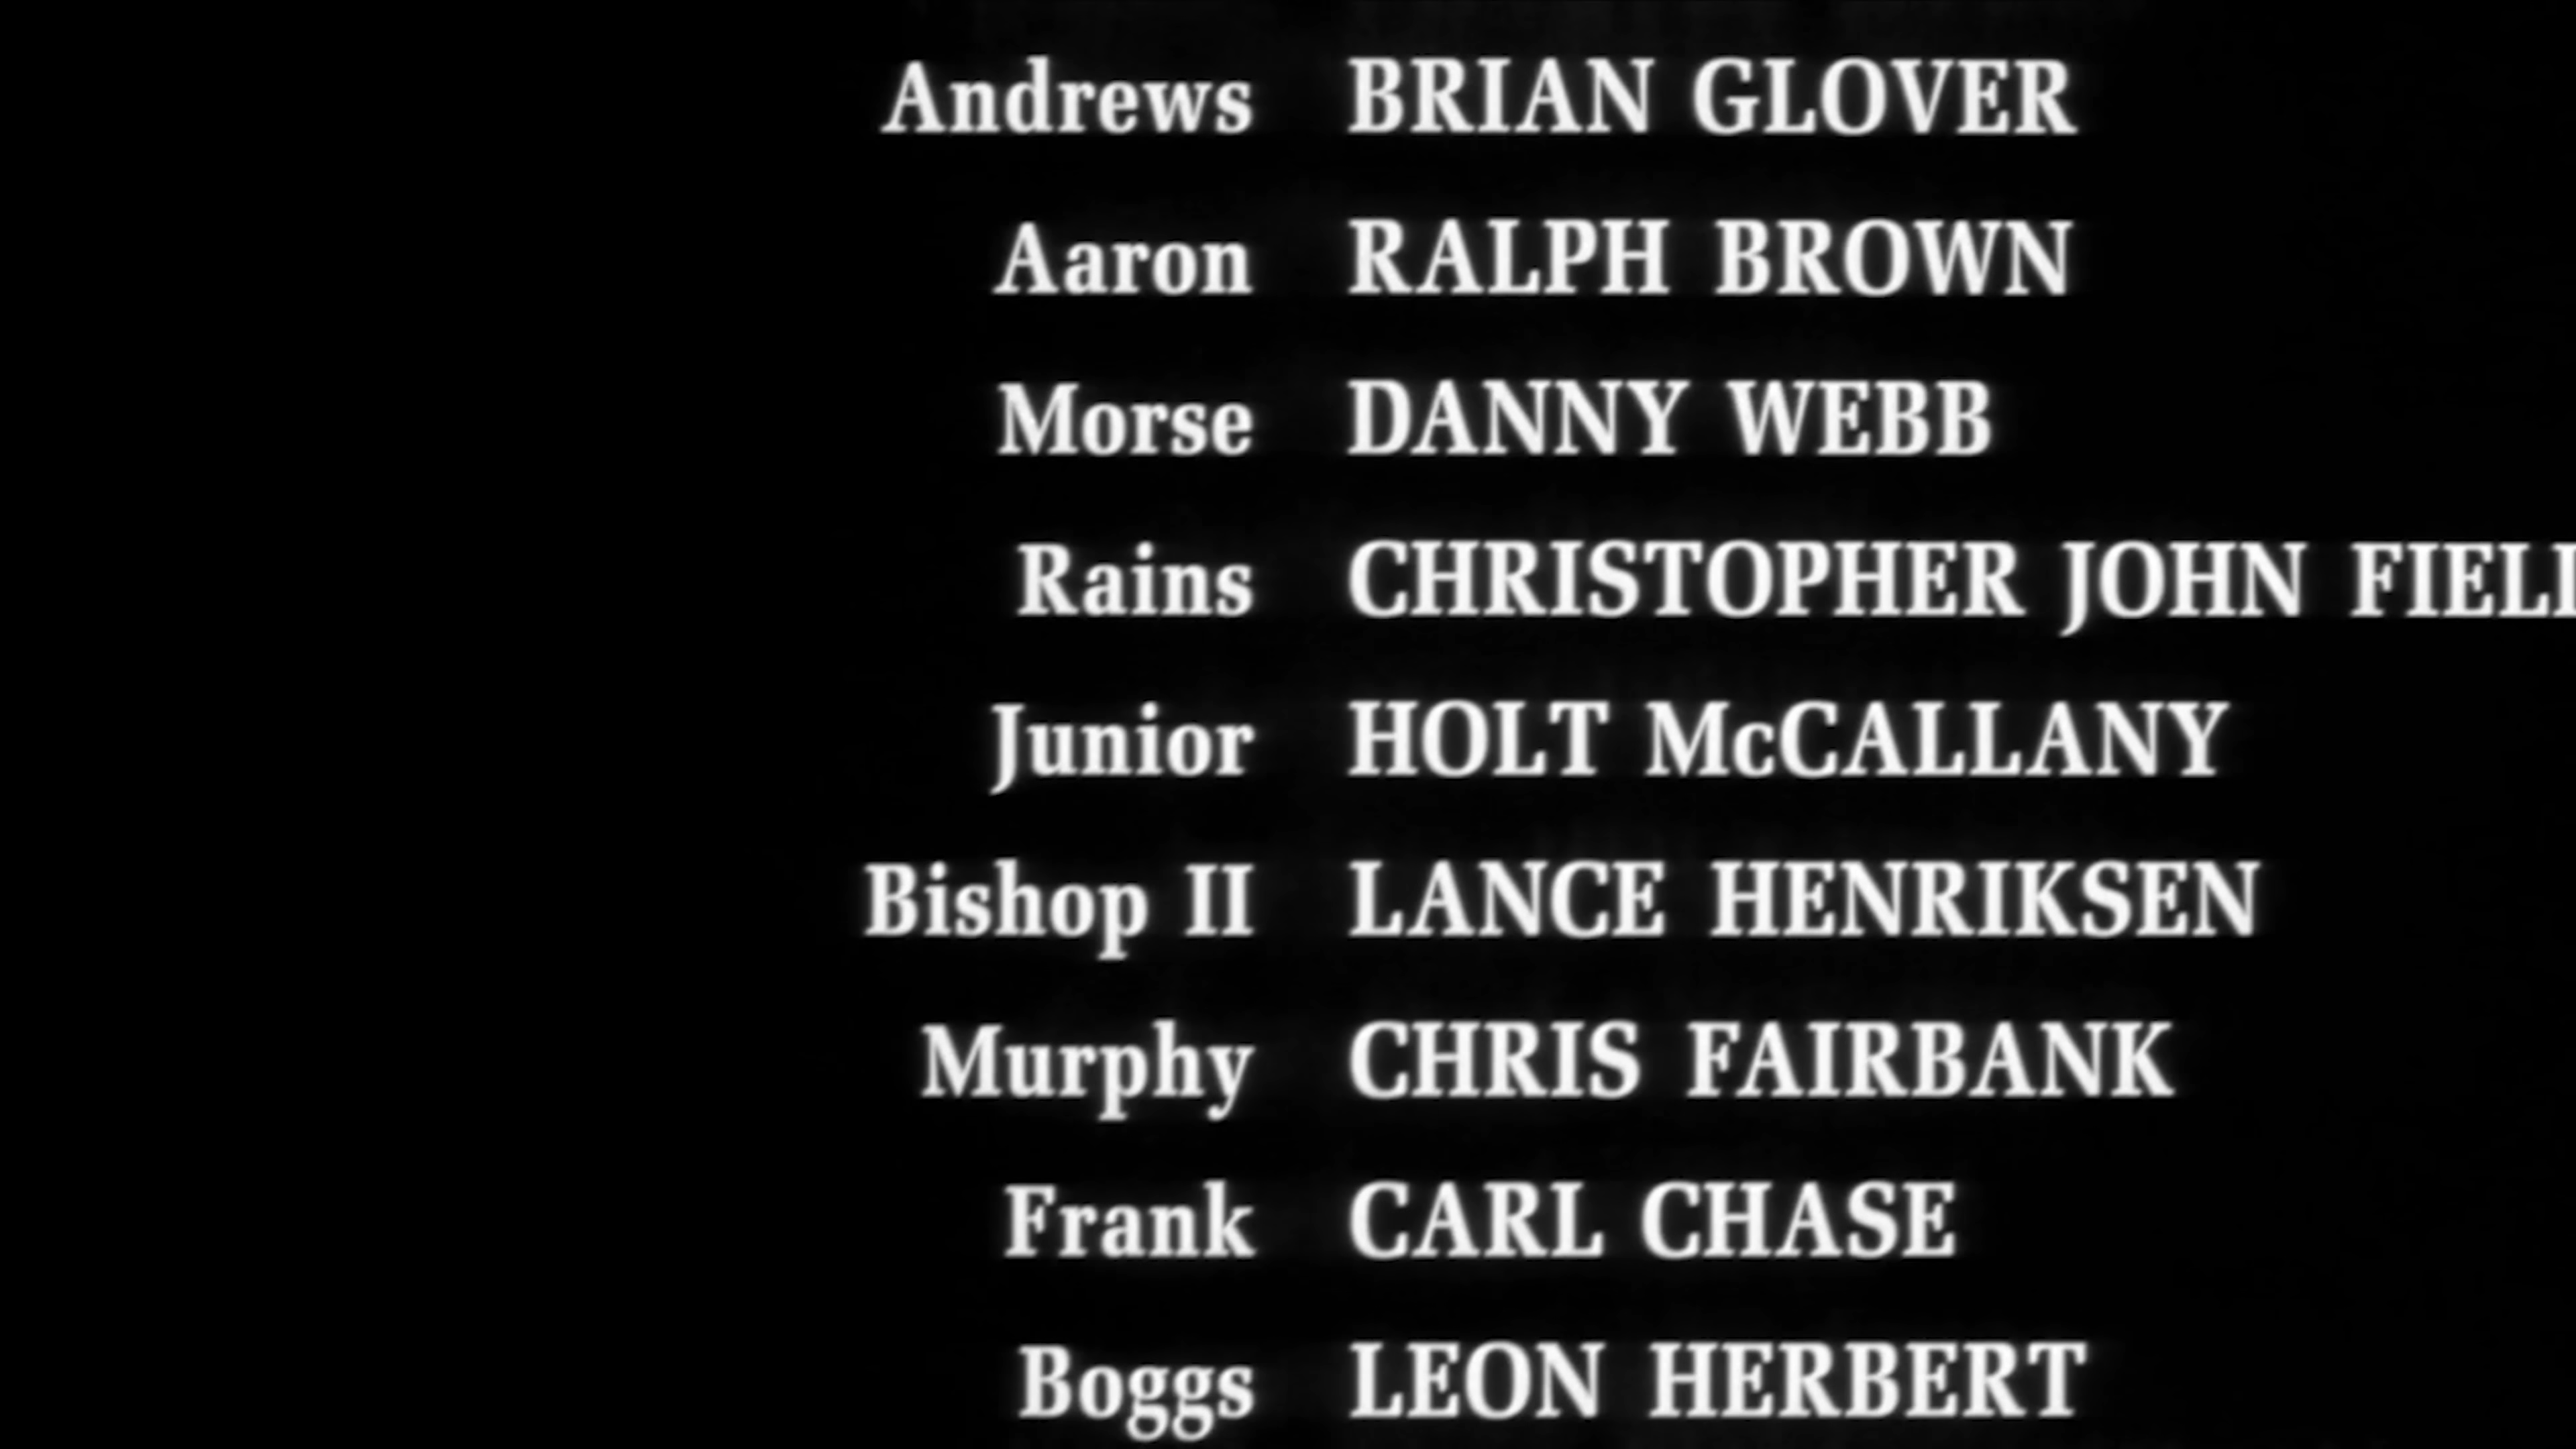 Andrews BRIAN GLOVER
Aaron RALPH BROWN
Morse DANNY WEBB
Rains CHRISTOPHER JOHN FIEL
Junior HOLT McCALLANY
Bishop II LANCE HENRIKSEN
Murphy CHRIS FAIRBANK
Frank CARL CHASE
Boggs LEON HERBERT